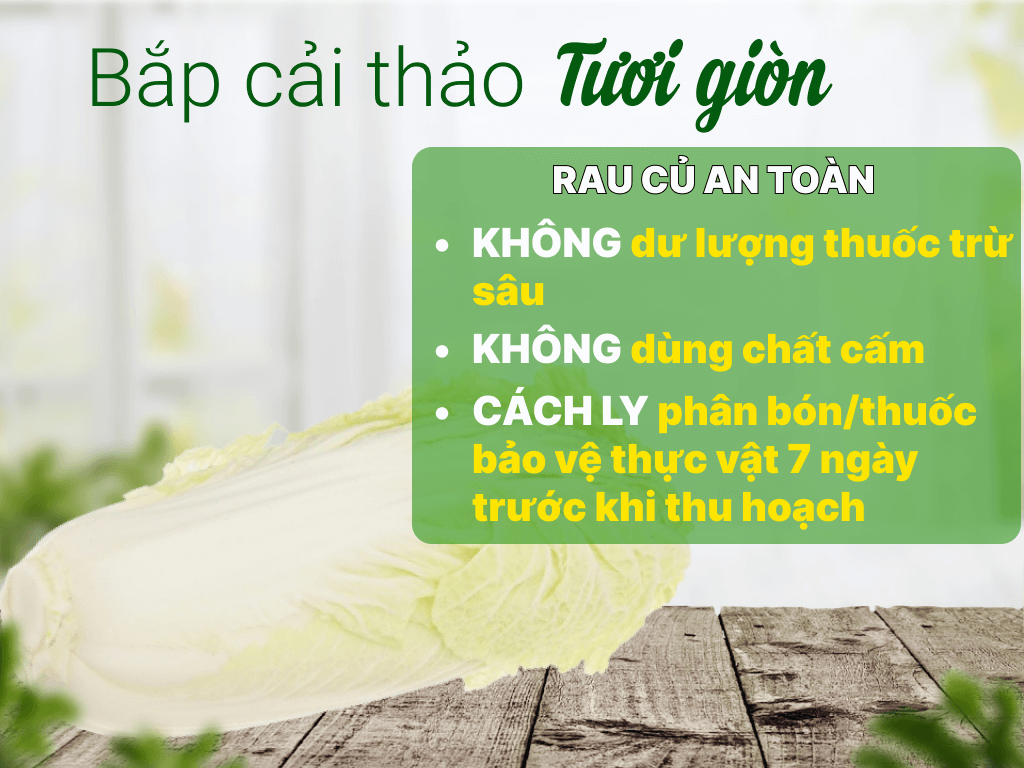 Bắp cải thảo Tươi giòn
RAU CỦ AN TOÀN
• KHÔNG dư lượng thuốc trừ
sâu
• KHÔNG dùng chất cấm
• CÁCH LY phân bón/thuốc
bảo vệ thực vật 7 ngày
trước khi thu hoạch